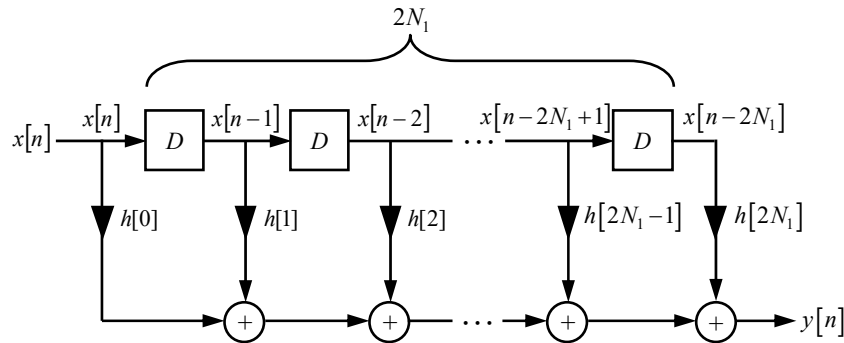 2N₁
x[n] x[n−1] x[n−2] x[n−2N₁+1] x[n−2N₁]
x[n] D D ··· D
h[0] h[1] h[2] h[2N₁−1] h[2N₁]
+ + ··· + + y[n]